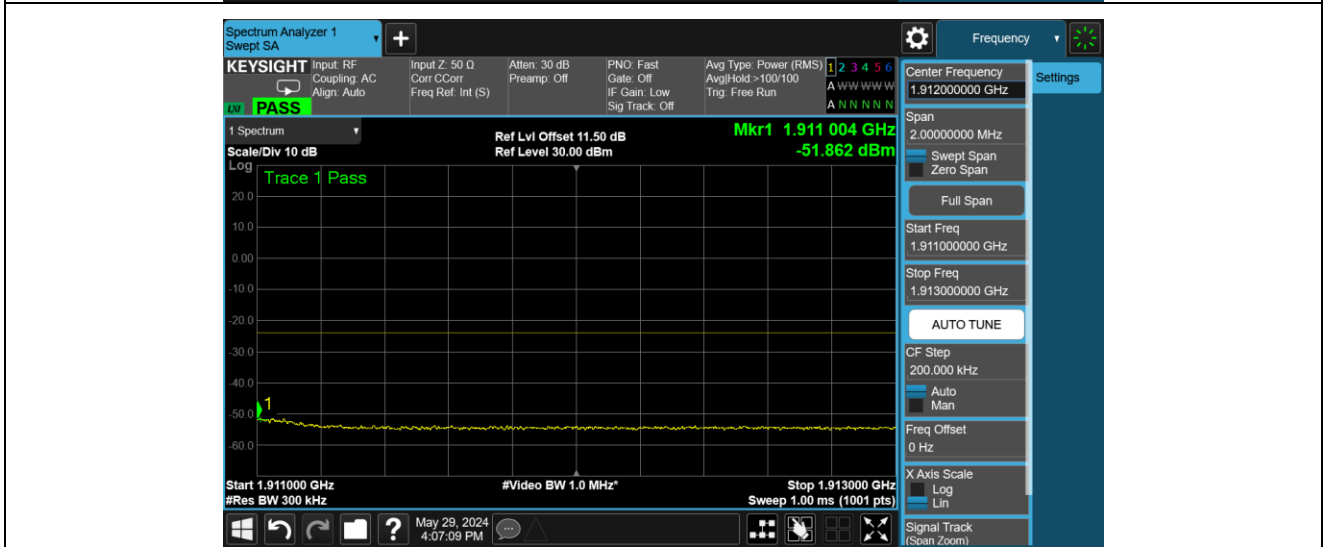 Spectrum Analyzer 1
Swept SA
Frequency
KEYSIGHT
Input: RF
Coupling: AC
Align: Auto
Input Z: 50 Ω
Corr CCorr
Freq Ref: Int (S)
Atten: 30 dB
Preamp: Off
PNO: Fast
Gate: Off
IF Gain: Low
Sig Track: Off
Avg Type: Power (RMS)
Avg|Hold:>100/100
Trig: Free Run
1 2 3 4 5 6
A W W W W W
A N N N N N
LXI
PASS
1 Spectrum
Scale/Div 10 dB
Log
Ref Lvl Offset 11.50 dB
Ref Level 30.00 dBm
Mkr1 1.911 004 GHz
-51.862 dBm
Trace 1 Pass
20.0
10.0
0.00
-10.0
-20.0
-30.0
-40.0
-50.0
-60.0
1
Start 1.911000 GHz
#Res BW 300 kHz
#Video BW 1.0 MHz*
Stop 1.913000 GHz
Sweep 1.00 ms (1001 pts)
?
May 29, 2024
4:07:09 PM
Center Frequency
1.912000000 GHz
Settings
Span
2.00000000 MHz
Swept Span
Zero Span
Full Span
Start Freq
1.911000000 GHz
Stop Freq
1.913000000 GHz
AUTO TUNE
CF Step
200.000 kHz
Auto
Man
Freq Offset
0 Hz
X Axis Scale
Log
Lin
Signal Track
(Span Zoom)